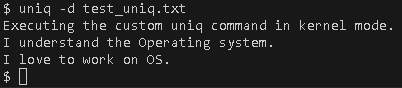 $ uniq -d test_uniq.txt
Executing the custom uniq command in kernel mode.
I understand the Operating system.
I love to work on OS.
$